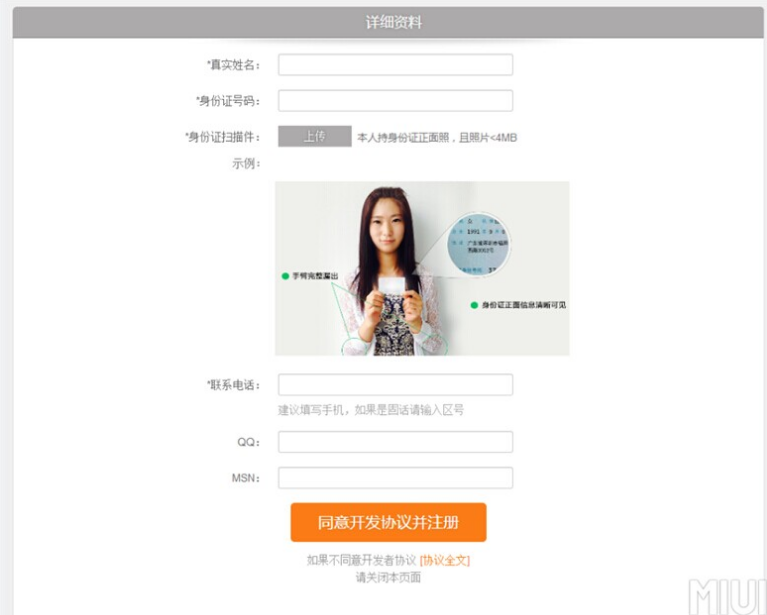 详细资料
*真实姓名：
*身份证号码：
*身份证扫描件：
上传
本人持身份证正面照，且照片<4MB
示例：
手臂完整漏出
身份证正面信息清晰可见
*联系电话：
建议填写手机，如果是固话请输入区号
QQ：
MSN：
同意开发协议并注册
如果不同意开发者协议 [协议全文]
请关闭本页面
MIUI